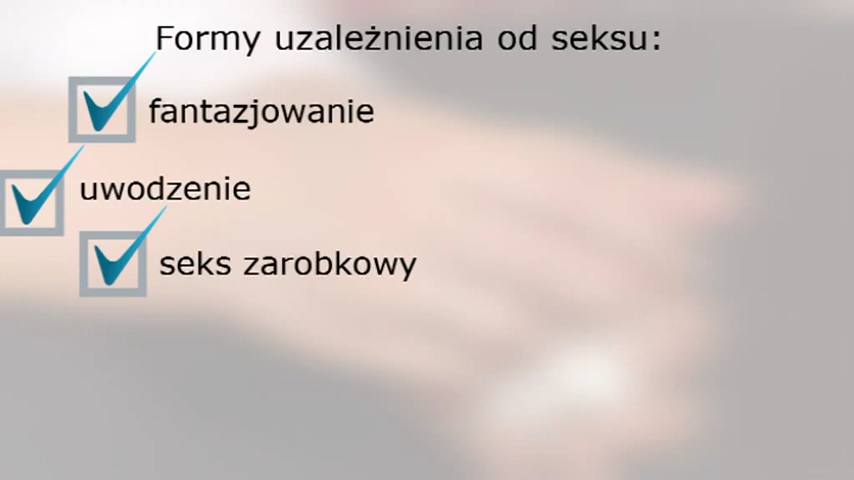 Formy uzależnienia od seksu:
fantazjowanie
uwodzenie
seks zarobkowy